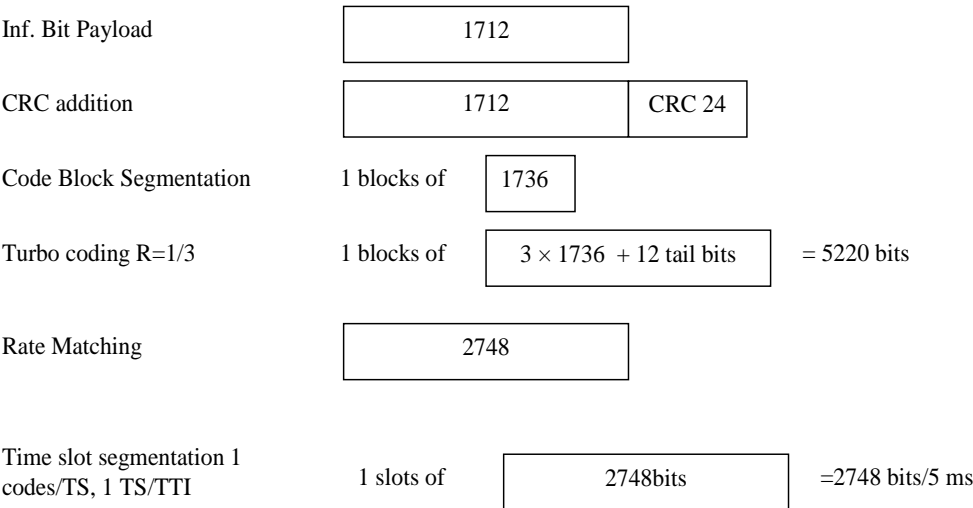 Inf. Bit Payload 1712
CRC addition 1712 CRC 24
Code Block Segmentation 1 blocks of 1736
Turbo coding R=1/3 1 blocks of 3 × 1736 + 12 tail bits = 5220 bits
Rate Matching 2748
Time slot segmentation 1
codes/TS, 1 TS/TTI 1 slots of 2748bits =2748 bits/5 ms